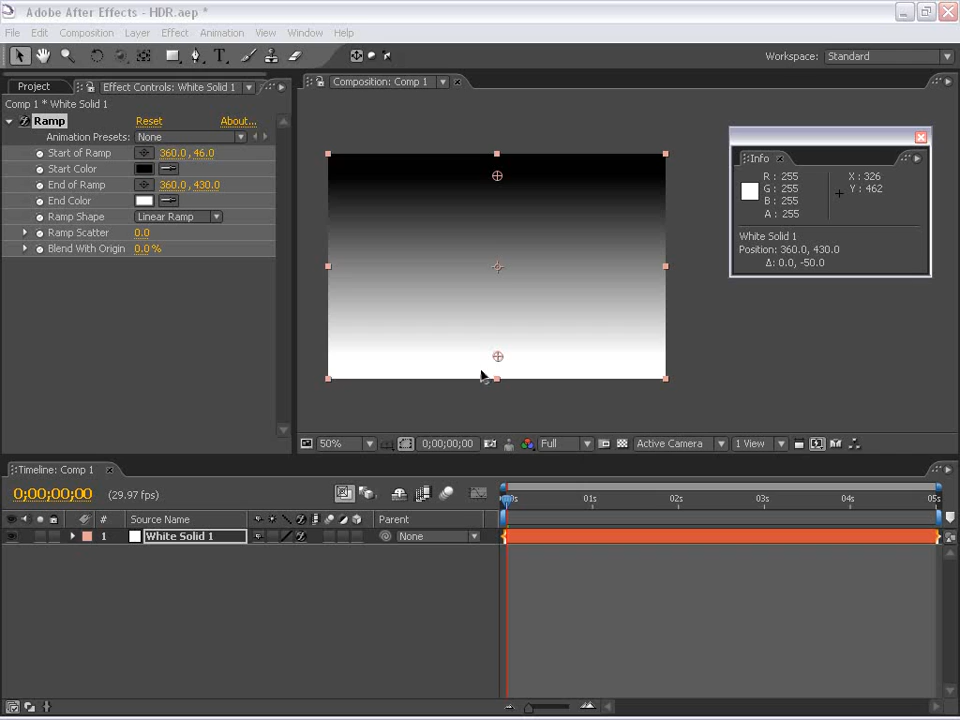 Adobe After Effects - HDR.aep *
File Edit Composition Layer Effect Animation View Window Help
Workspace: Standard
Project Effect Controls: White Solid 1
Composition: Comp 1
Comp 1 * White Solid 1
Ramp Reset About...
Animation Presets: None
Start of Ramp 360.0, 46.0
Start Color
End of Ramp 360.0, 430.0
End Color
Ramp Shape Linear Ramp
Ramp Scatter 0.0
Blend With Origin 0.0 %
Info
R: 255 X: 326
G: 255 Y: 462
B: 255
A: 255
White Solid 1
Position: 360.0, 430.0
Δ: 0.0, -50.0
50% 0;00;00;00 Full Active Camera 1 View
Timeline: Comp 1
0;00;00;00 (29.97 fps)
0s 01s 02s 03s 04s 05s
# Source Name Parent
1 White Solid 1 None